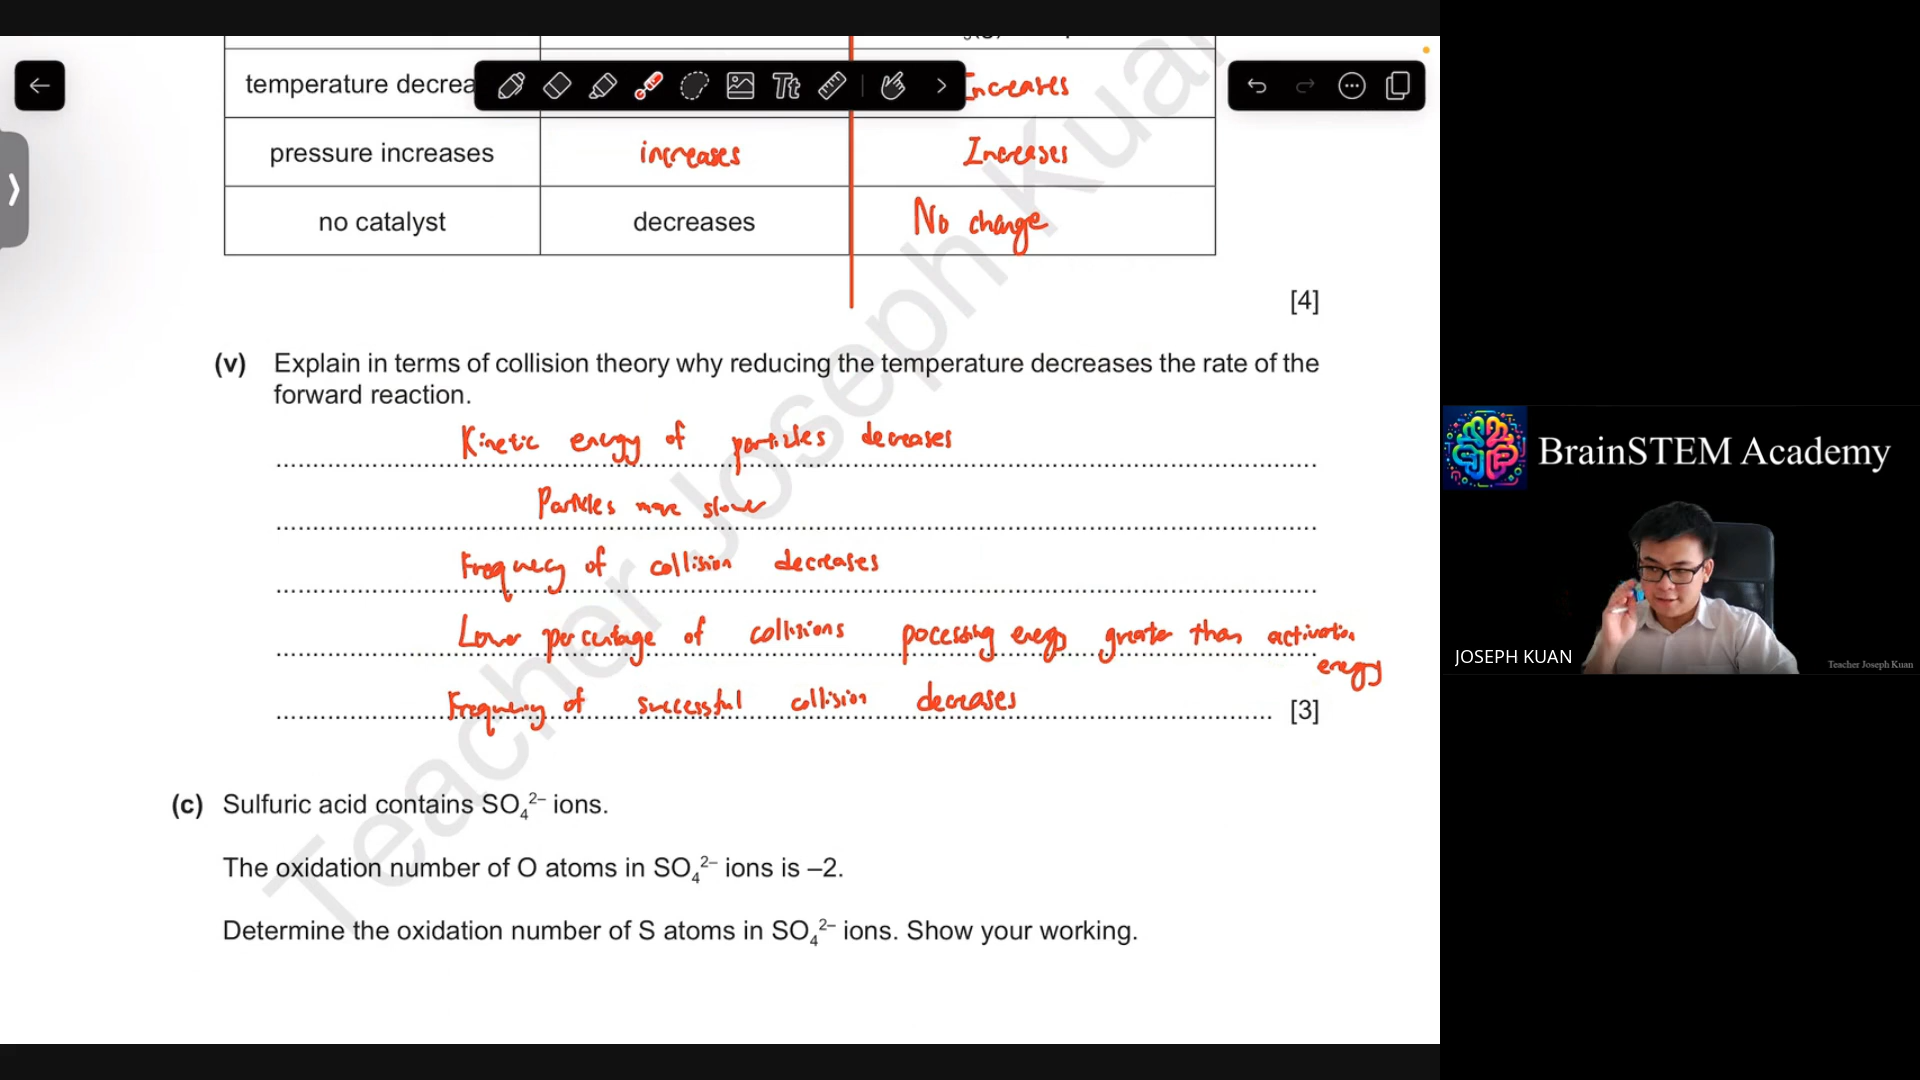 temperature decrea
Increases
pressure increases
increases
Increases
no catalyst
decreases
No change
[4]
(v) Explain in terms of collision theory why reducing the temperature decreases the rate of the
forward reaction.
Kinetic energy of particles decreases
Particles move slower
Frequency of collision decreases
Lower percentage of collisions pocessing energy greater than activation
energy
Frequency of successful collision decreases
[3]
(c) Sulfuric acid contains SO₄²⁻ ions.
The oxidation number of O atoms in SO₄²⁻ ions is –2.
Determine the oxidation number of S atoms in SO₄²⁻ ions. Show your working.
Teacher Joseph Kuan
Tt
BrainSTEM Academy
JOSEPH KUAN
Teacher Joseph Kuan